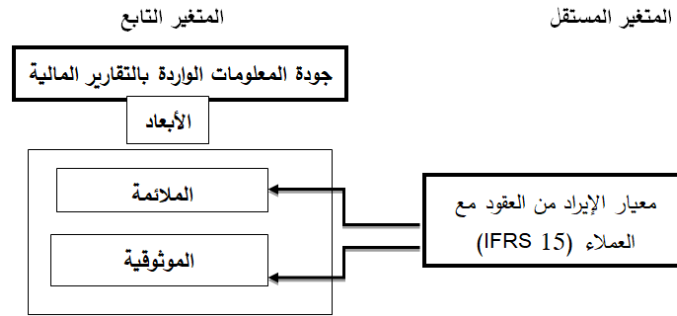 المتغير المستقل
المتغير التابع
جودة المعلومات الواردة بالتقارير المالية
الأبعاد
الملائمة
معيار الإيراد من العقود مع
العملاء (IFRS 15)
الموثوقية